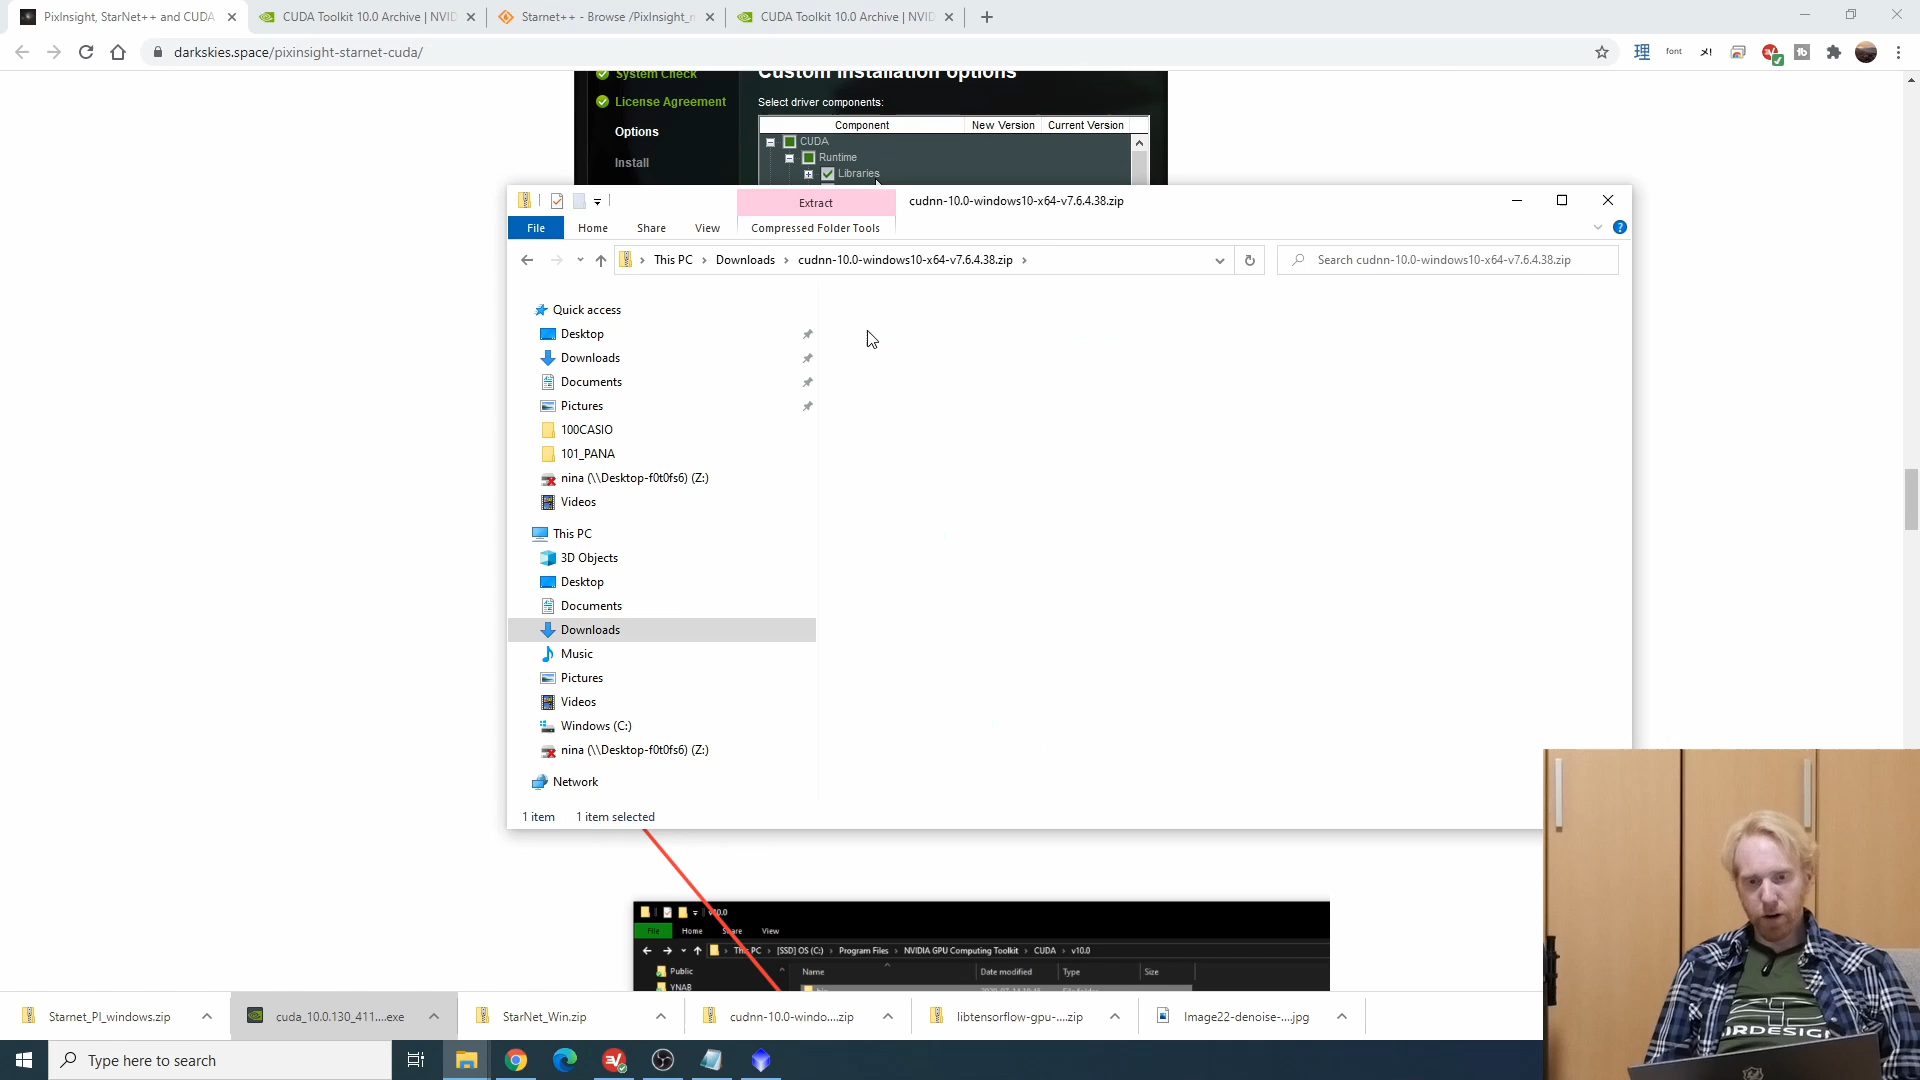 PixInsight, StarNet++ and CUDA
CUDA Toolkit 10.0 Archive | NVID
Starnet++ - Browse /PixInsight_r
CUDA Toolkit 10.0 Archive | NVID
darkskies.space/pixinsight-starnet-cuda/
font
System Check
Custom Installation options
License Agreement
Select driver components:
Options
Component
New Version
Current Version
CUDA
Install
Runtime
Libraries
Extract
cudnn-10.0-windows10-x64-v7.6.4.38.zip
File
Home
Share
View
Compressed Folder Tools
This PC
Downloads
cudnn-10.0-windows10-x64-v7.6.4.38.zip
Search cudnn-10.0-windows10-x64-v7.6.4.38.zip
Quick access
Desktop
Downloads
Documents
Pictures
100CASIO
101_PANA
nina (\\Desktop-f0t0fs6) (Z:)
Videos
This PC
3D Objects
Desktop
Documents
Downloads
Music
Pictures
Videos
Windows (C:)
nina (\\Desktop-f0t0fs6) (Z:)
Network
1 item
1 item selected
v10.0
File
Home
Share
View
This PC
[SSD] OS (C:)
Program Files
NVIDIA GPU Computing Toolkit
CUDA
v10.0
Public
Name
Date modified
Type
Size
YNAB
Starnet_PI_windows.zip
cuda_10.0.130_411....exe
StarNet_Win.zip
cudnn-10.0-windo....zip
libtensorflow-gpu-....zip
Image22-denoise-....jpg
Type here to search